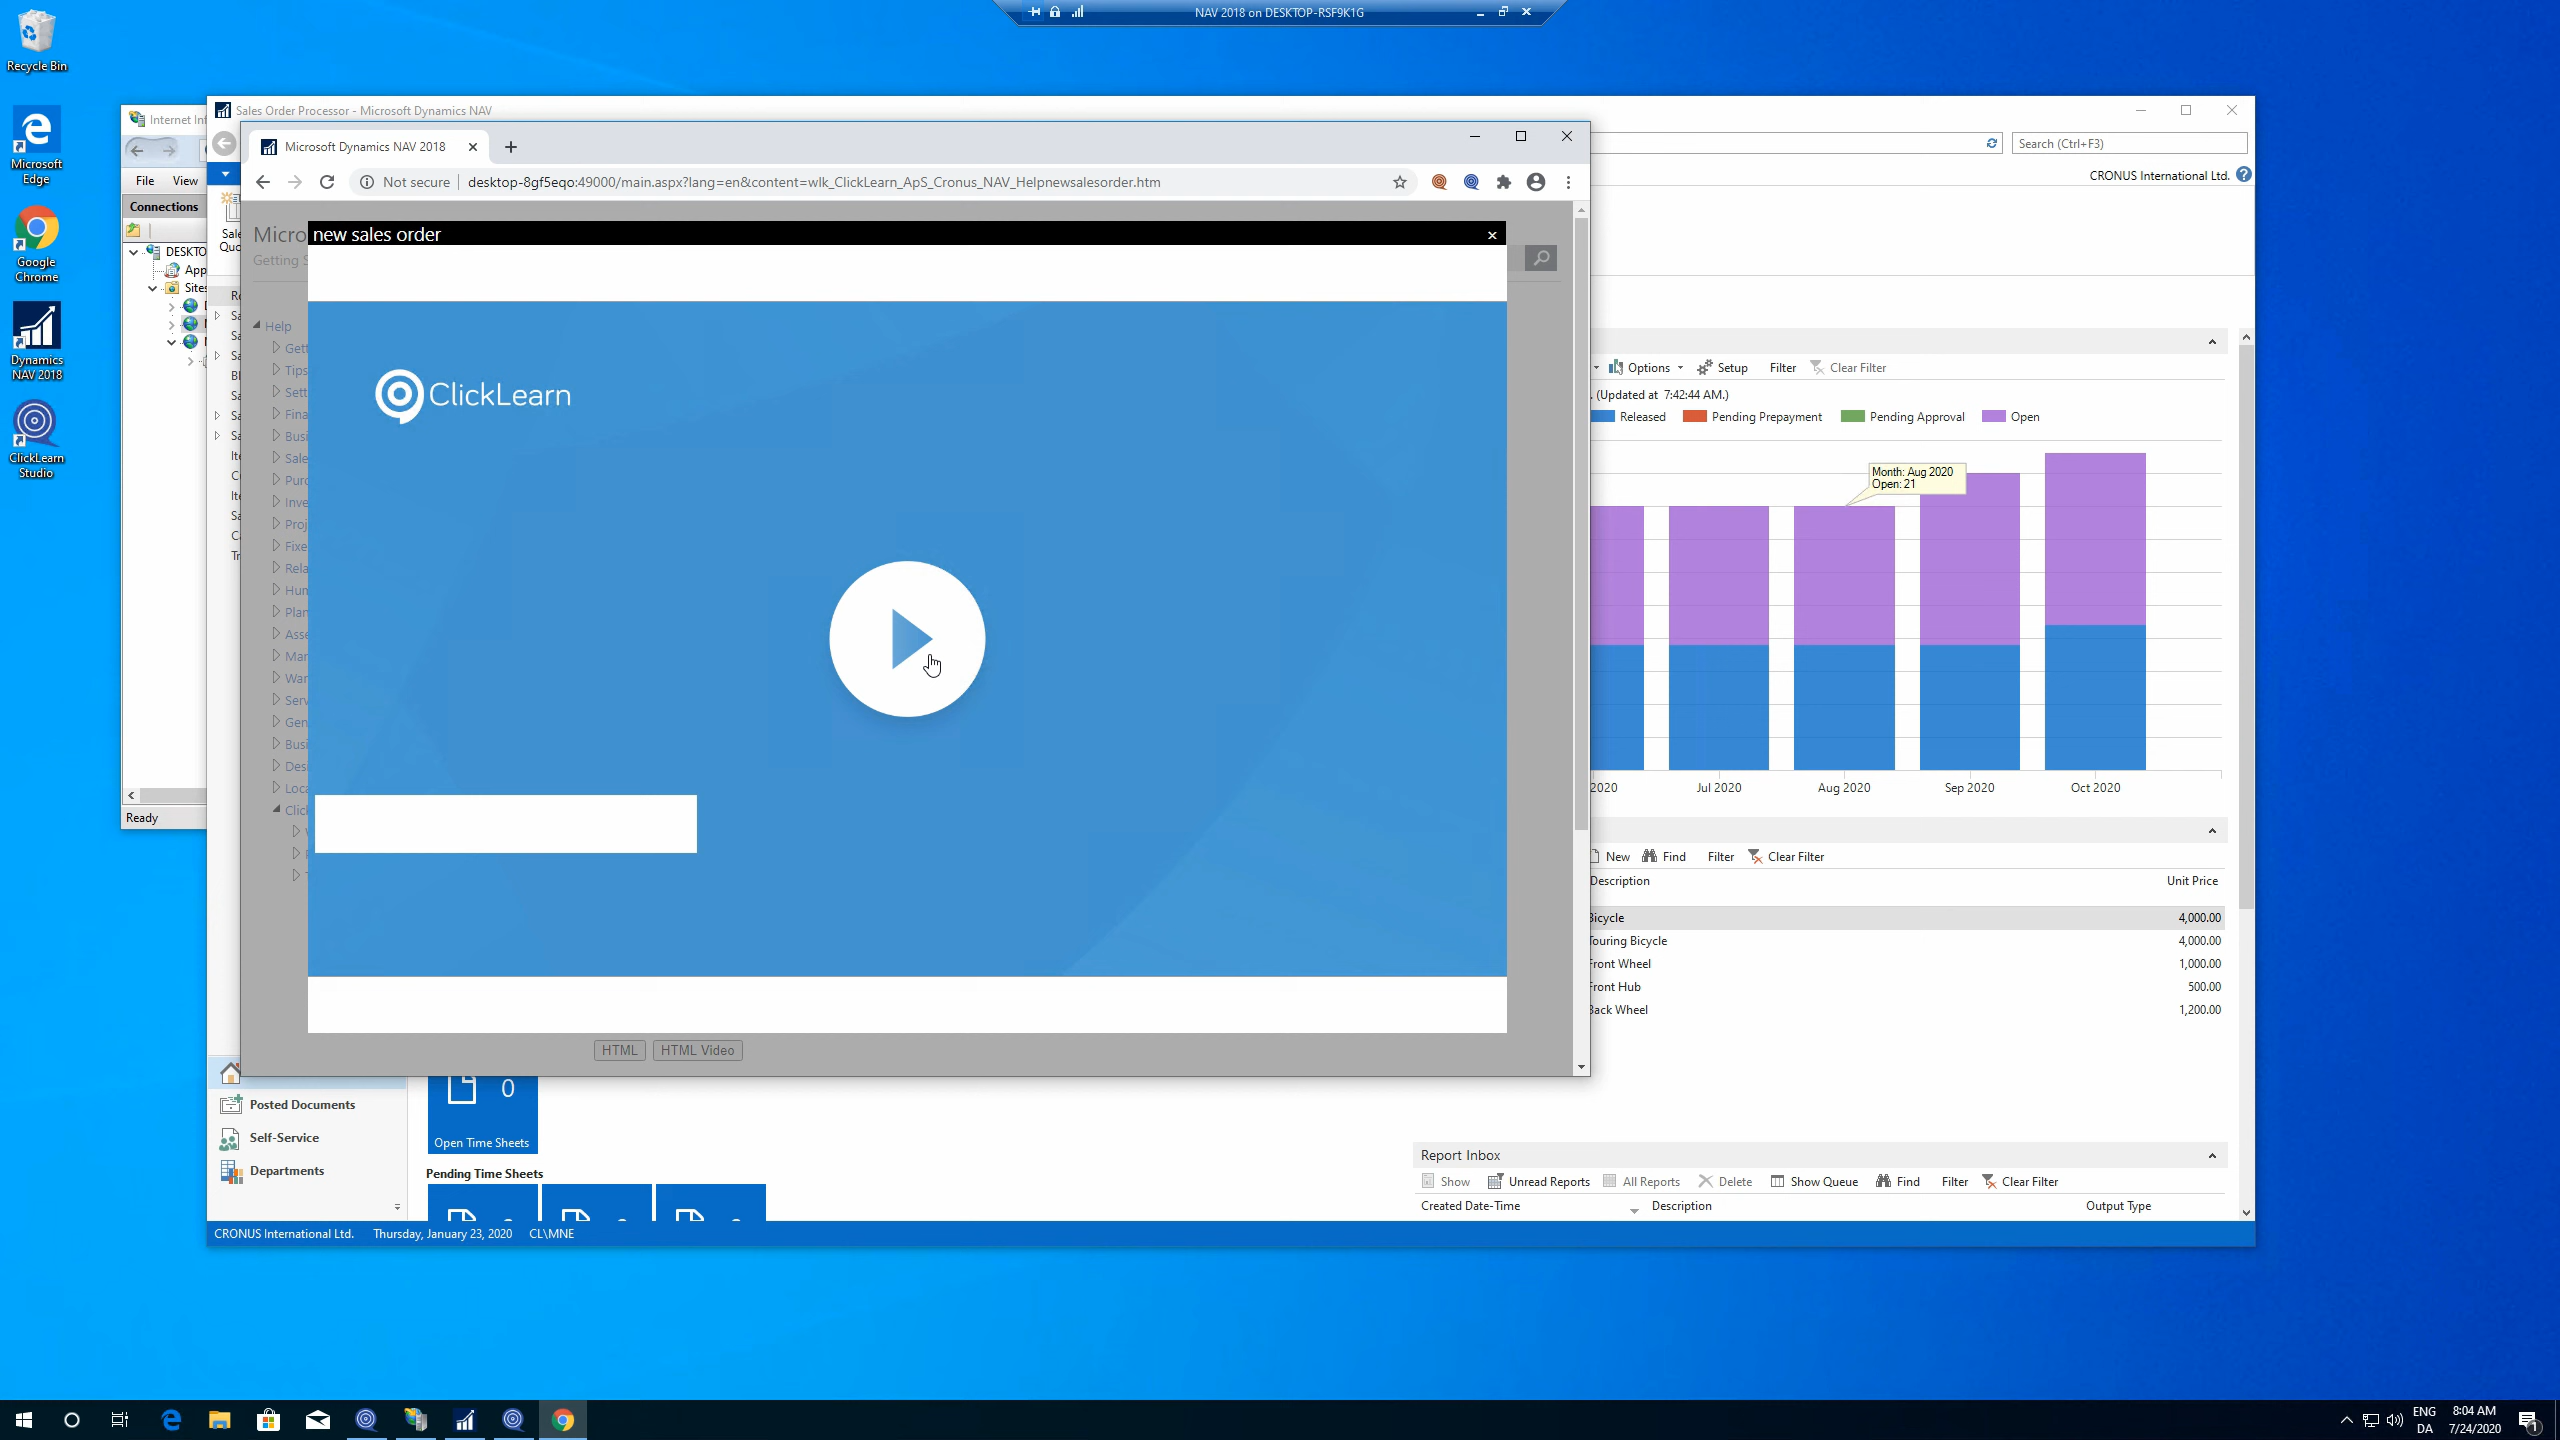 NAV 2018 on DESKTOP-RSF9K1G
Recycle Bin
Microsoft Edge
Google Chrome
Dynamics NAV 2018
ClickLearn Studio
Sales Order Processor - Microsoft Dynamics NAV
Search (Ctrl+F3)
CRONUS International Ltd.
File View
Connections
Ready
Microsoft Dynamics NAV 2018
Not secure
desktop-8gf5eqo:49000/main.aspx?lang=en&content=wlk_ClickLearn_ApS_Cronus_NAV_Helpnewsalesorder.htm
new sales order
Help
ClickLearn
HTML
HTML Video
Options
Setup
Filter
Clear Filter
(Updated at 7:42:44 AM.)
Released
Pending Prepayment
Pending Approval
Open
Month: Aug 2020
Open: 21
2020
Jul 2020
Aug 2020
Sep 2020
Oct 2020
New
Find
Filter
Clear Filter
Description
Unit Price
Bicycle 4,000.00
Touring Bicycle 4,000.00
Front Wheel 1,000.00
Front Hub 500.00
Back Wheel 1,200.00
Posted Documents
Self-Service
Departments
0
Open Time Sheets
Pending Time Sheets
Report Inbox
Show
Unread Reports
All Reports
Delete
Show Queue
Find
Filter
Clear Filter
Created Date-Time
Description
Output Type
CRONUS International Ltd.
Thursday, January 23, 2020
CL\MNE
ENG
DA
8:04 AM
7/24/2020
1